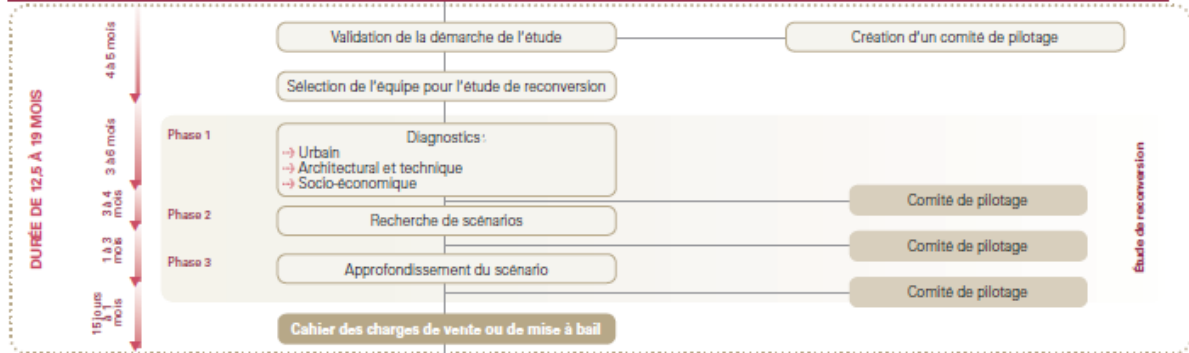 DURÉE DE 12,5 À 19 MOIS
4 à 5 mois
Validation de la démarche de l'étude
Création d'un comité de pilotage
Sélection de l'équipe pour l'étude de reconversion
3 à 6 mois
Phase 1
Diagnostics :
Urbain
Architectural et technique
Socio-économique
3 à 4
mois
Comité de pilotage
Phase 2
Recherche de scénarios
1 à 3
mois
Comité de pilotage
Phase 3
Approfondissement du scénario
Comité de pilotage
15 jours
à 1
mois
Cahier des charges de vente ou de mise à bail
Étude de reconversion